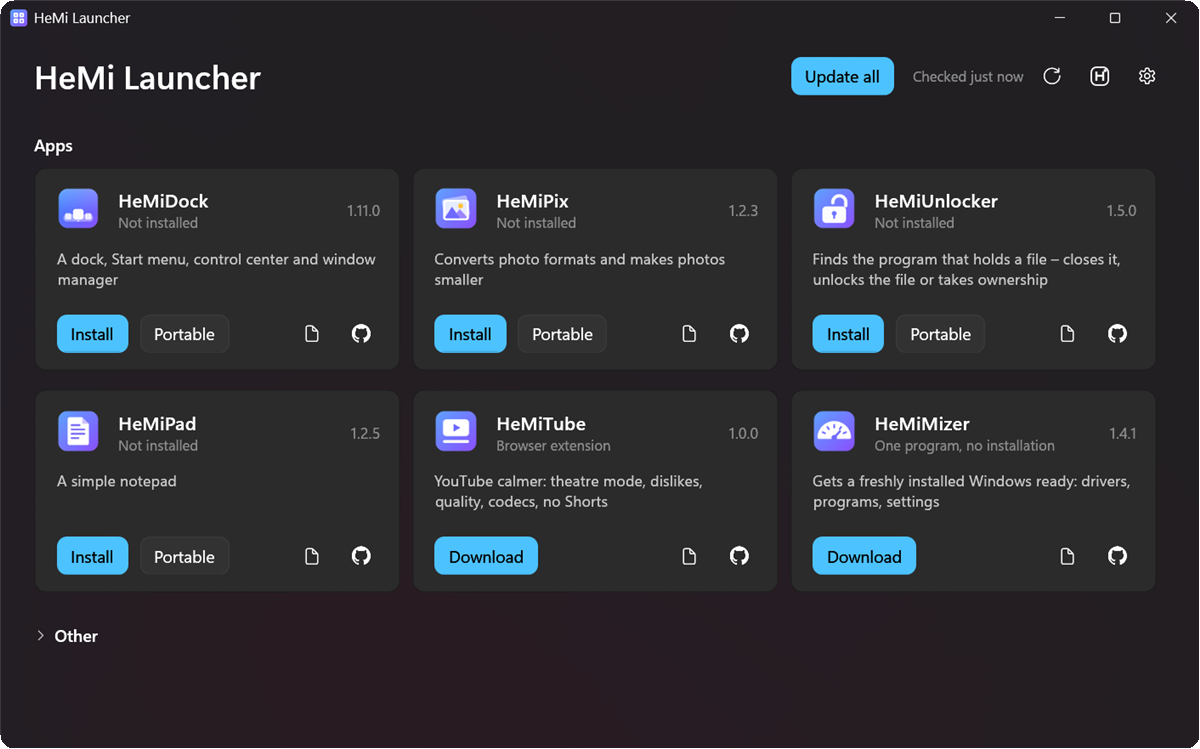 HeMi Launcher
HeMi Launcher
Update all
Checked just now
Apps
HeMiDock
Not installed
1.11.0
A dock, Start menu, control center and window
manager
Install
Portable
HeMiPix
Not installed
1.2.3
Converts photo formats and makes photos
smaller
Install
Portable
HeMiUnlocker
Not installed
1.5.0
Finds the program that holds a file – closes it,
unlocks the file or takes ownership
Install
Portable
HeMiPad
Not installed
1.2.5
A simple notepad
Install
Portable
HeMiTube
Browser extension
1.0.0
YouTube calmer: theatre mode, dislikes,
quality, codecs, no Shorts
Download
HeMiMizer
One program, no installation
1.4.1
Gets a freshly installed Windows ready: drivers,
programs, settings
Download
Other